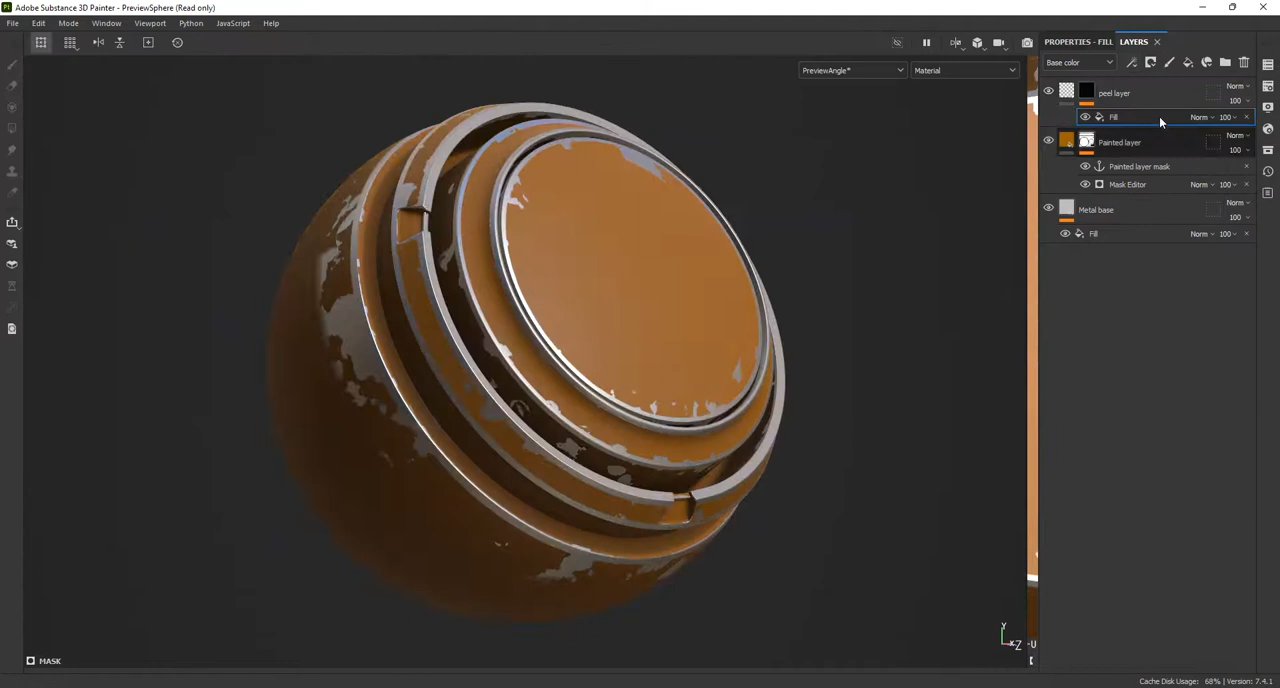 Pt Adobe Substance 3D Painter - PreviewSphere (Read only)
File Edit Mode Window Viewport Python JavaScript Help
PROPERTIES - FILL LAYERS
Base color
PreviewAngle* Material
peel layer Norm 100
Fill Norm 100
Painted layer Norm 100
Painted layer mask
Mask Editor Norm 100
Metal base Norm 100
Fill Norm 100
Y
Z -U
MASK
Cache Disk Usage: 68% | Version: 7.4.1